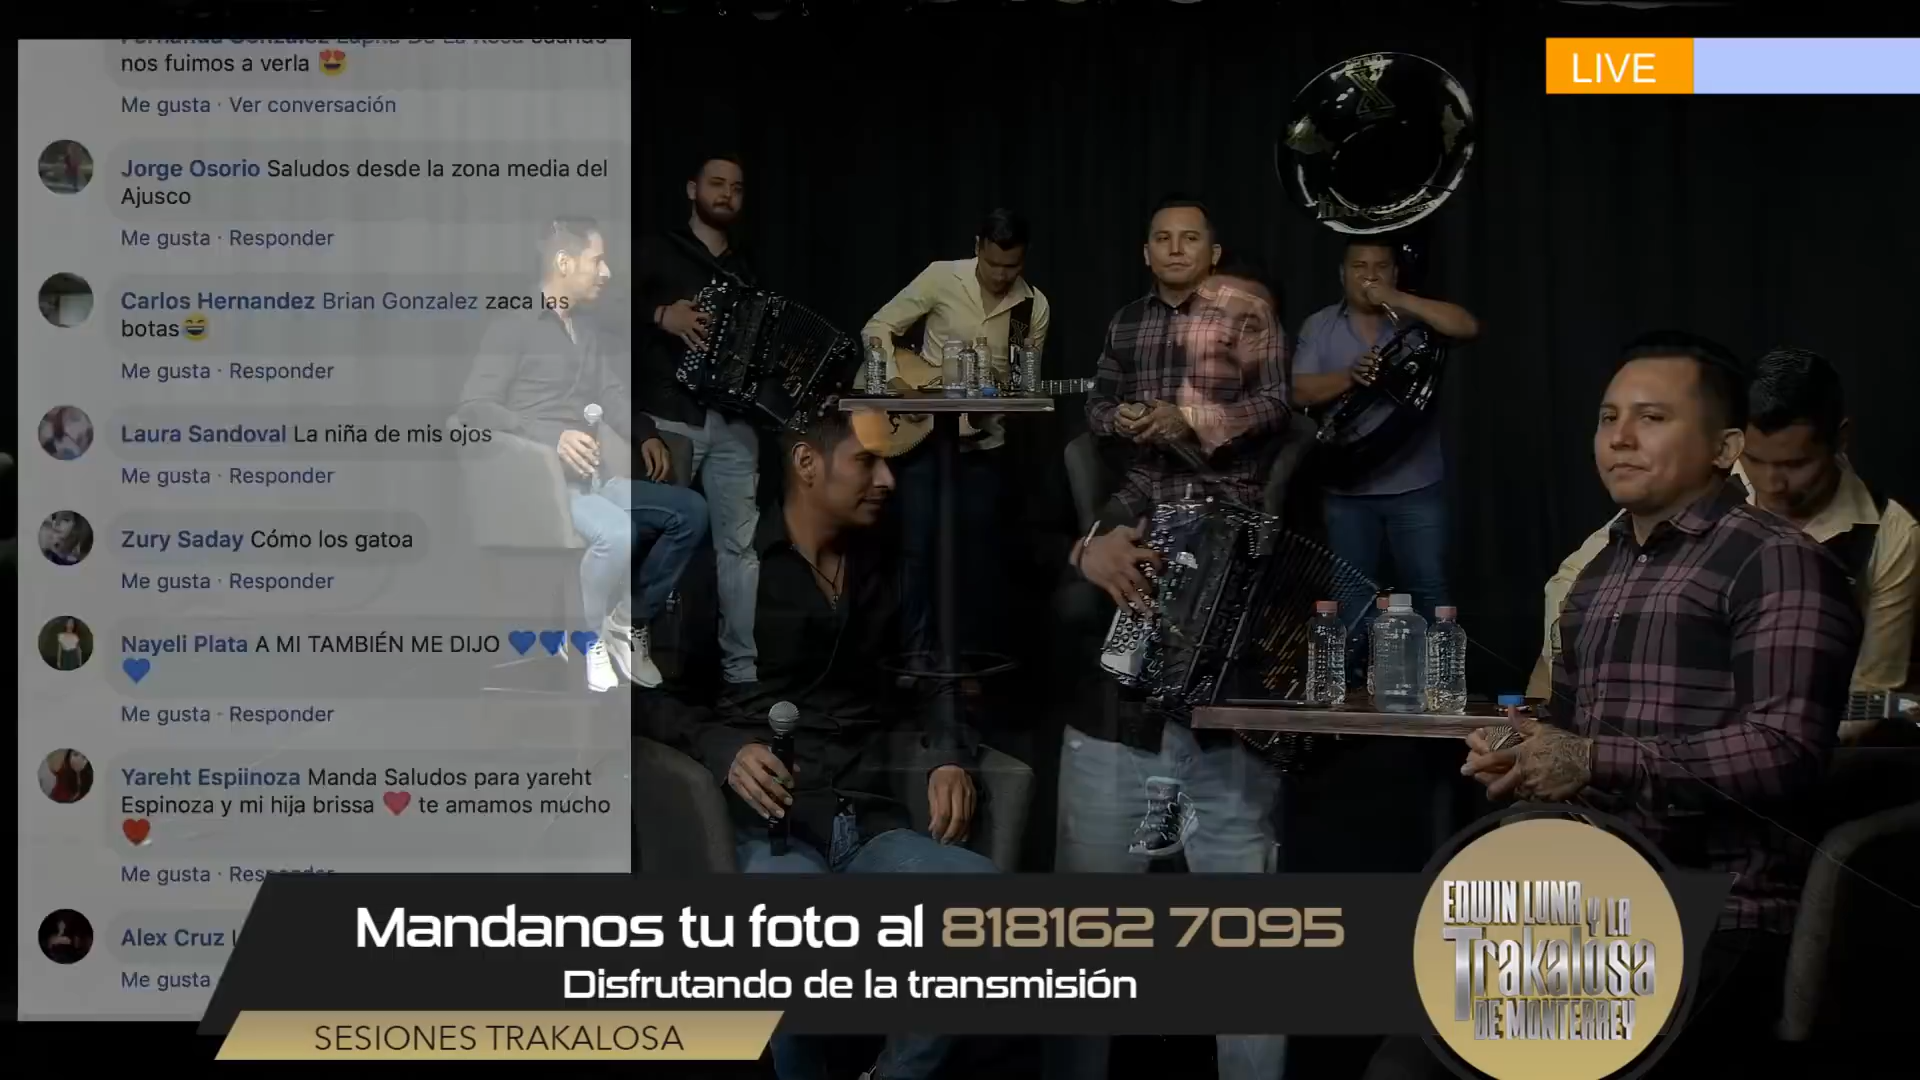 nos fuimos a verla 😍
Me gusta · Ver conversación
Jorge Osorio Saludos desde la zona media del
Ajusco
Me gusta · Responder
Carlos Hernandez Brian Gonzalez zaca las
botas😅
Me gusta · Responder
Laura Sandoval La niña de mis ojos
Me gusta · Responder
Zury Saday Cómo los gatoa
Me gusta · Responder
Nayeli Plata A MI TAMBIÉN ME DIJO 💙💙💙
💙
Me gusta · Responder
Yareht Espiinoza Manda Saludos para yareht
Espinoza y mi hija brissa ❤️ te amamos mucho
❤️
Me gusta · Responder
Alex Cruz
Me gusta ·
LIVE
Mandanos tu foto al 818162 7095
Disfrutando de la transmisión
SESIONES TRAKALOSA
EDWIN LUNA Y LA
Trakalosa
DE MONTERREY
X